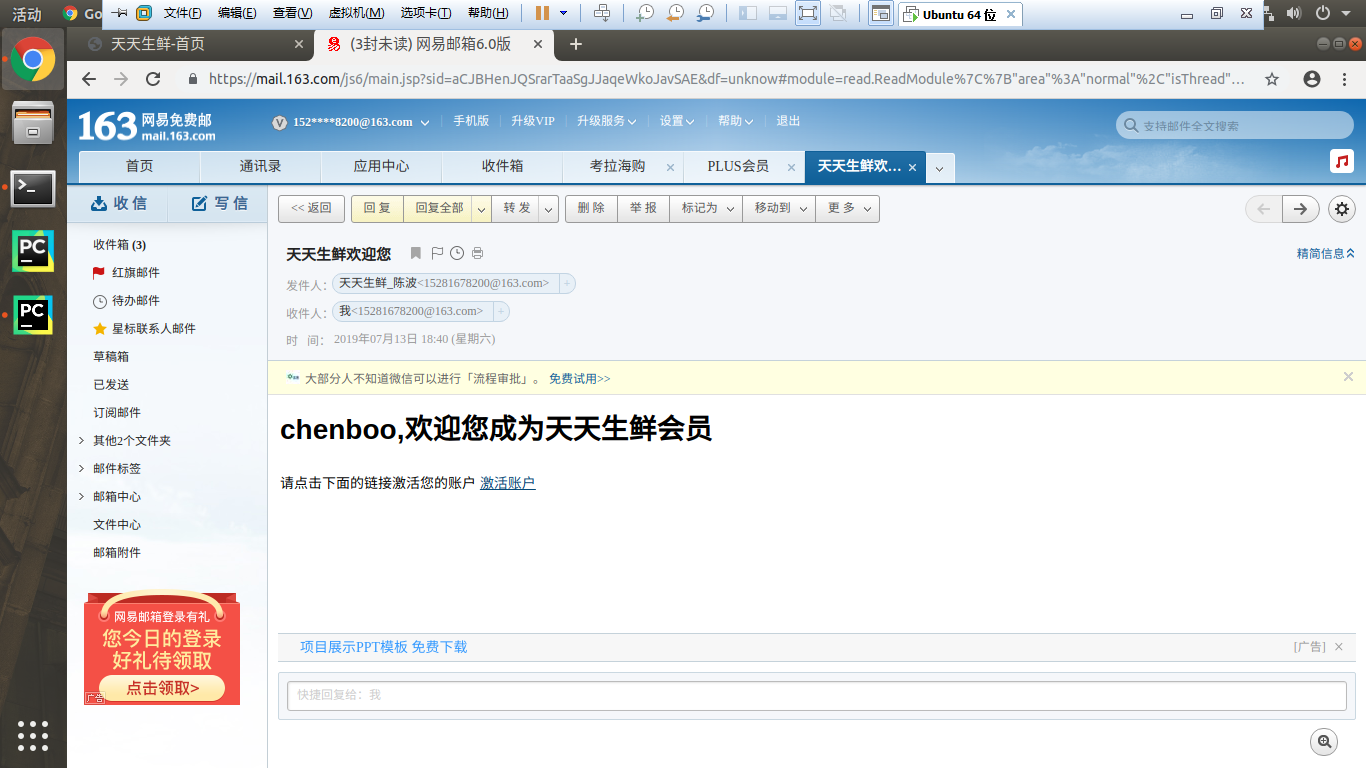 活动
Go
文件(F) 编辑(E) 查看(V) 虚拟机(M) 选项卡(T) 帮助(H)
Ubuntu 64 位
天天生鲜-首页
(3封未读) 网易邮箱6.0版
https://mail.163.com/js6/main.jsp?sid=aCJBHenJQSrarTaaSgJJaqeWkoJavSAE&df=unknow#module=read.ReadModule%7C%7B"area"%3A"normal"%2C"isThread"...
163 网易免费邮
mail.163.com
152****8200@163.com 手机版 升级VIP 升级服务 设置 帮助 退出
支持邮件全文搜索
首页 通讯录 应用中心 收件箱 考拉海购 PLUS会员 天天生鲜欢...
收 信 写 信
<< 返回 回 复 回复全部 转 发 删 除 举 报 标记为 移动到 更 多
收件箱 (3)
红旗邮件
待办邮件
星标联系人邮件
草稿箱
已发送
订阅邮件
其他2个文件夹
邮件标签
邮箱中心
文件中心
邮箱附件
网易邮箱登录有礼
您今日的登录
好礼待领取
点击领取>
广告
天天生鲜欢迎您
精简信息
发件人: 天天生鲜_陈波<15281678200@163.com> +
收件人: 我<15281678200@163.com> +
时 间: 2019年07月13日 18:40 (星期六)
大部分人不知道微信可以进行「流程审批」。 免费试用>>
chenboo,欢迎您成为天天生鲜会员
请点击下面的链接激活您的账户 激活账户
项目展示PPT模板 免费下载
[广告]
快捷回复给：我
PC
PC